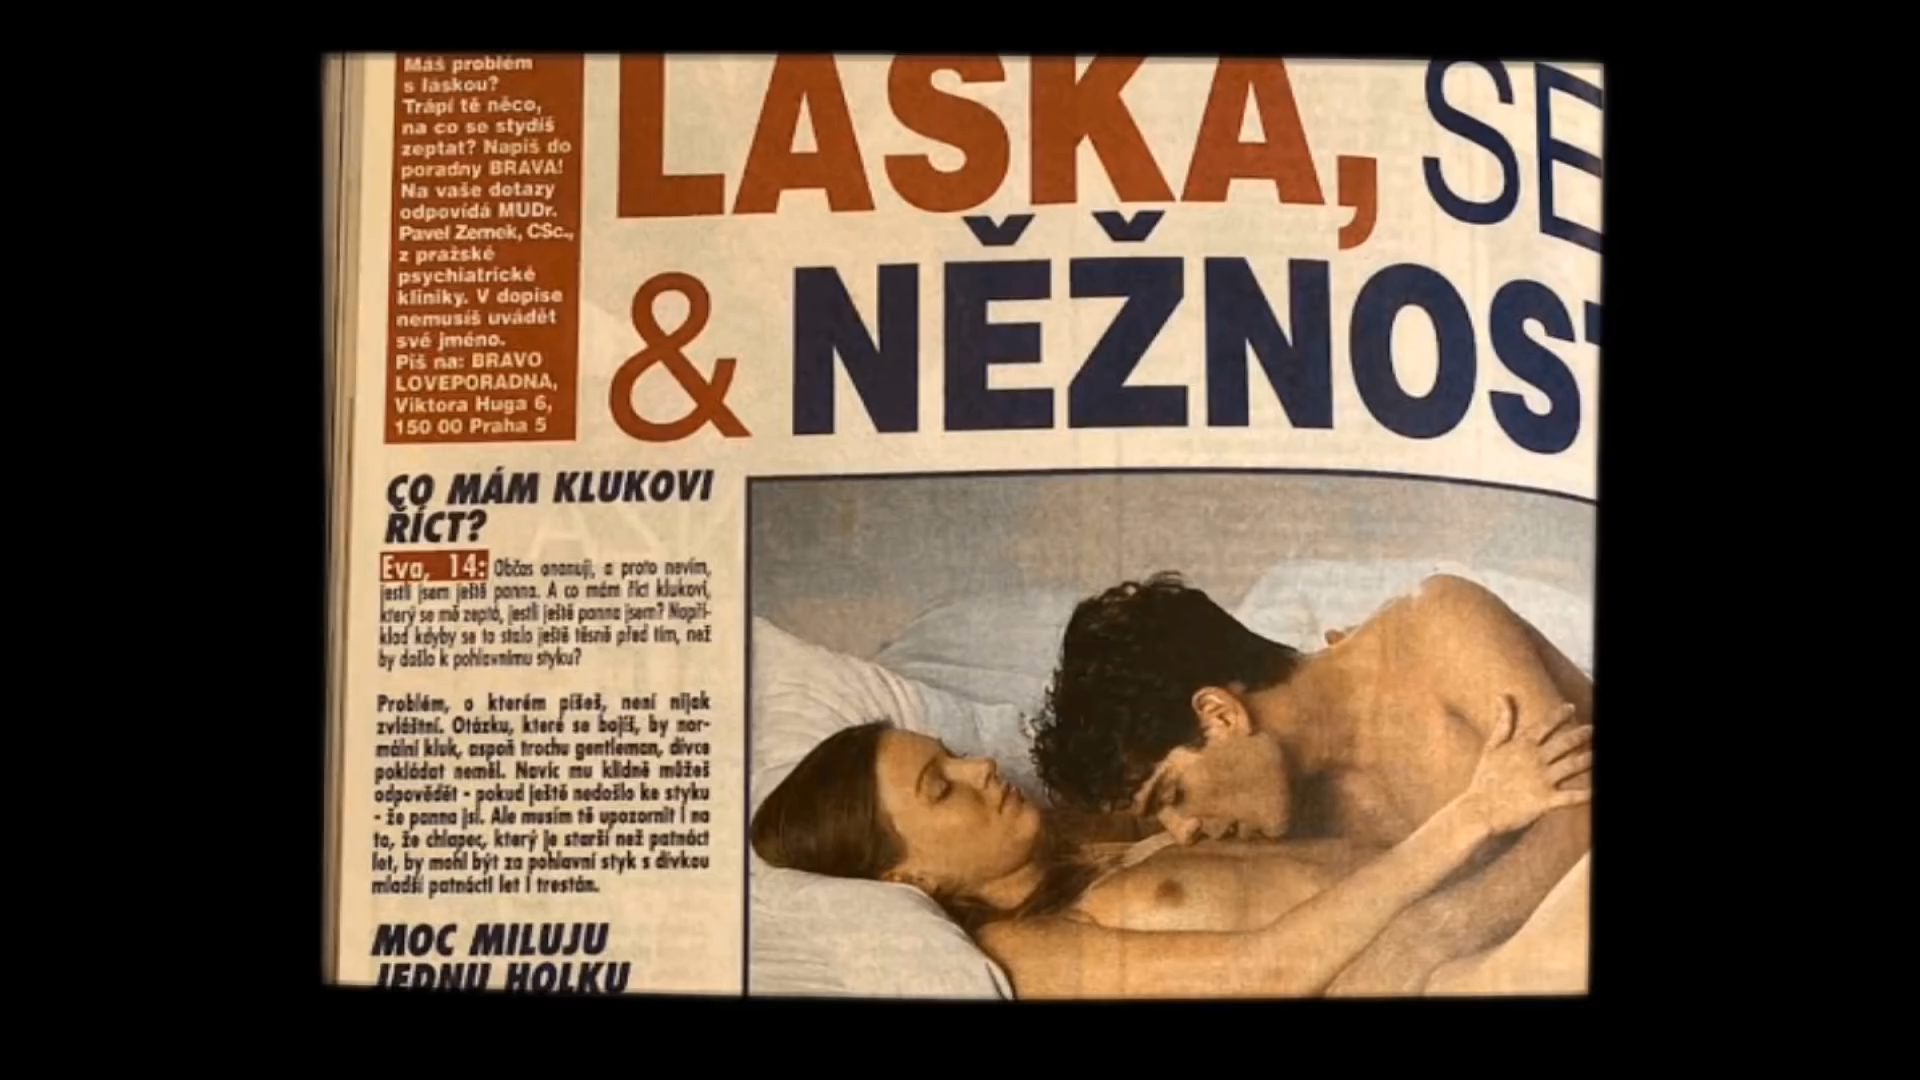 Máš problém
s láskou?
Trápí tě něco,
na co se stydíš
zeptat? Napiš do
poradny BRAVA!
Na vaše dotazy
odpovídá MUDr.
Pavel Zemek, CSc.,
z pražské
psychiatrické
kliniky. V dopise
nemusíš uvádět
své jméno.
Piš na: BRAVO
LOVEPORADNA,
Viktora Huga 6,
150 00 Praha 5
LÁSKA, SE
& NĚŽNOST
CO MÁM KLUKOVI
ŘÍCT?
Eva, 14: Občas onanuji, a proto nevím,
jestli jsem ještě panna. A co mám říct klukovi,
který se mě zeptá, jestli ještě panna jsem? Napří-
klad kdyby se to stalo ještě těsně před tím, než
by došlo k pohlavnímu styku?
Problém, o kterém píšeš, není nijak
zvláštní. Otázku, které se bojíš, by nor-
mální kluk, aspoň trochu gentleman, dívce
pokládat neměl. Navíc mu klidně můžeš
odpovědět - pokud ještě nedošlo ke styku
- že panna jsi. Ale musím tě upozornit i na
to, že chlapec, který je starší než patnáct
let, by mohl být za pohlavní styk s dívkou
mladší patnácti let i trestán.
MOC MILUJU
JEDNU HOLKU